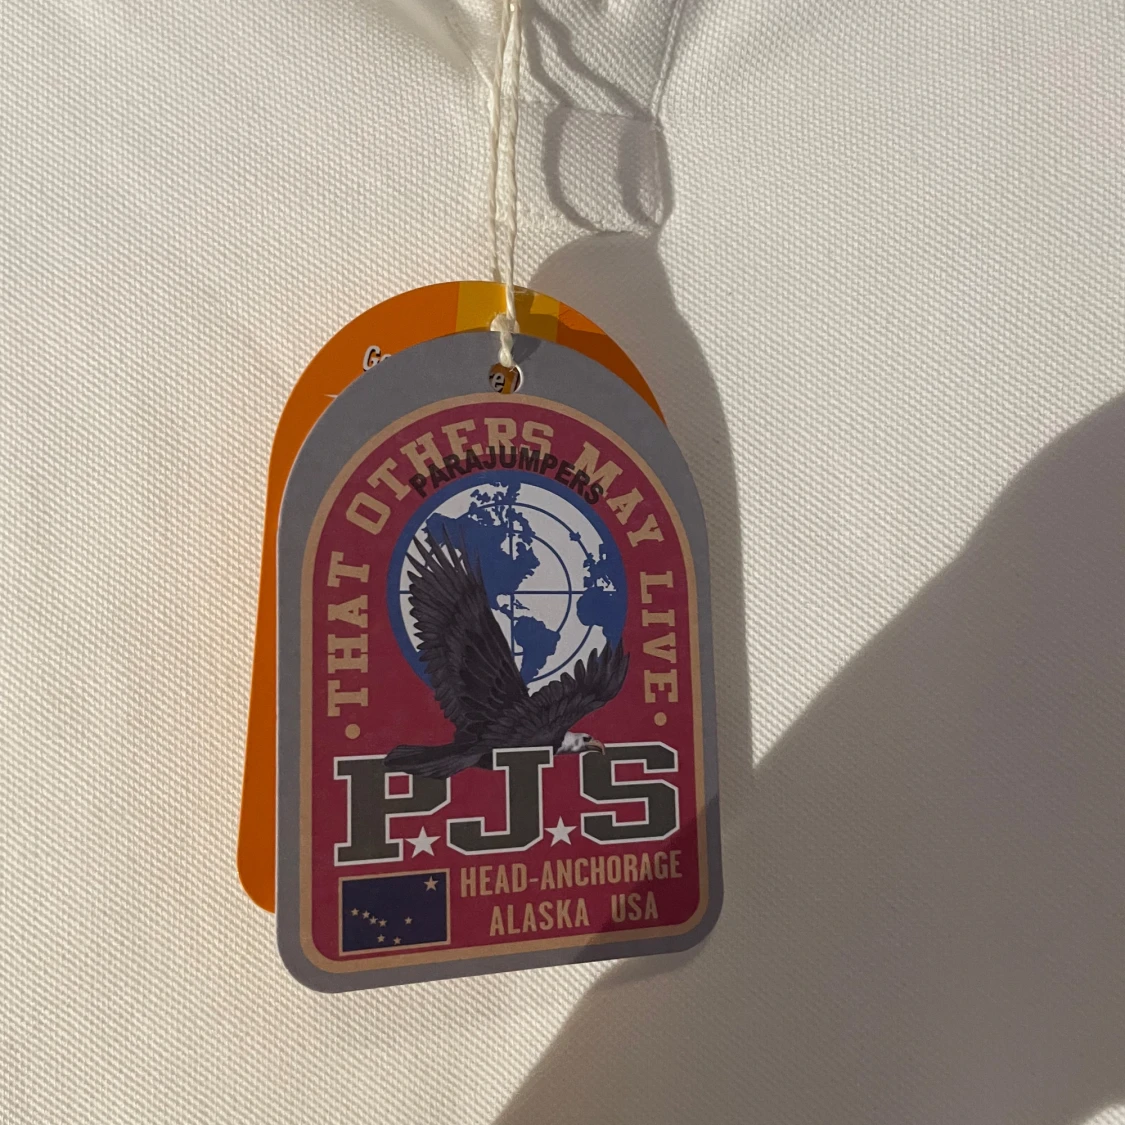 ·THAT OTHERS MAY LIVE·
PARAJUMPERS
P.J.S
HEAD-ANCHORAGE
ALASKA USA